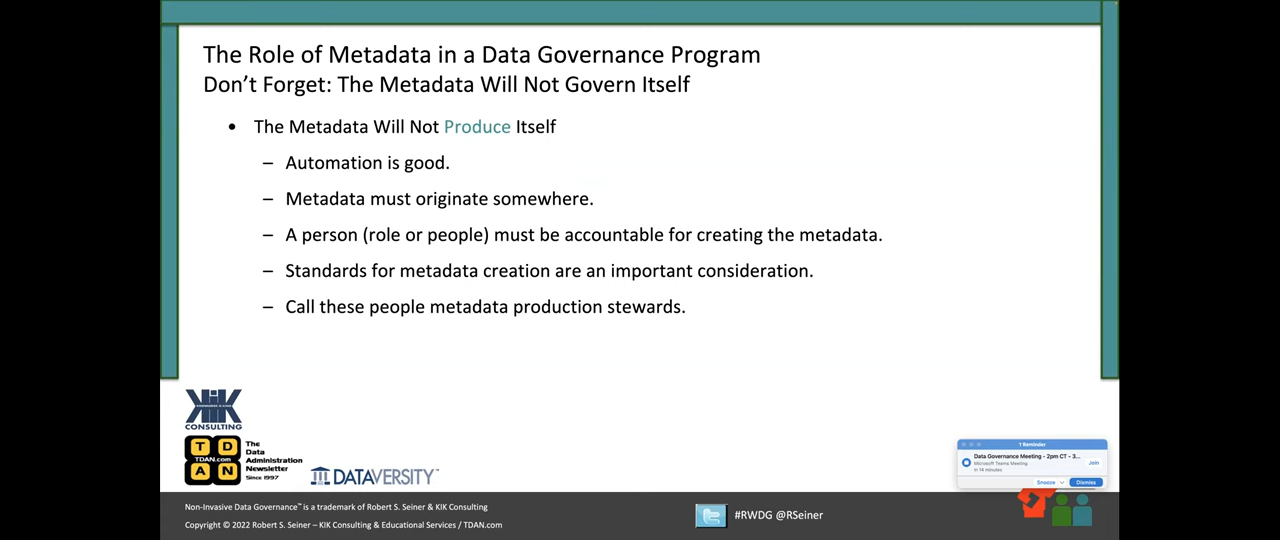 The Role of Metadata in a Data Governance Program
Don't Forget: The Metadata Will Not Govern Itself
• The Metadata Will Not Produce Itself
– Automation is good.
– Metadata must originate somewhere.
– A person (role or people) must be accountable for creating the metadata.
– Standards for metadata creation are an important consideration.
– Call these people metadata production stewards.
KIK
CONSULTING
T D
TDAN.com
A N
The
Data
Administration
Newsletter
Since 1997
DATAVERSITY™
1 Reminder
Data Governance Meeting - 2pm CT - 3...
Microsoft Teams Meeting
in 14 minutes
Join
Snooze
Dismiss
Non-Invasive Data Governance™ is a trademark of Robert S. Seiner & KIK Consulting
Copyright © 2022 Robert S. Seiner – KIK Consulting & Educational Services / TDAN.com
#RWDG @RSeiner